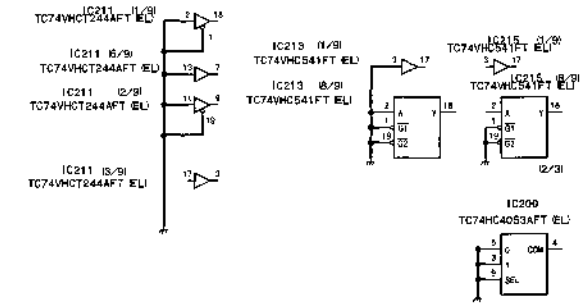 IC211 (1/9)
TC74VHCT244AFT (EL)
2 18
1
IC211 (6/9)
TC74VHCT244AFT (EL)
13 7
IC211 (2/9)
TC74VHCT244AFT (EL)
11 9
19
IC211 (3/9)
TC74VHCT244AFT (EL)
17 3
IC213 (1/9)
TC74VHC541FT (EL)
3 17
IC213 (8/9)
TC74VHC541FT (EL)
2 A Y 18
1 G1
19 G2
IC215 (1/9)
TC74VHC541FT (EL)
3 17
IC215 (8/9)
TC74VHC541FT (EL)
2 A Y 18
1 G1
19 G2
(2/3)
IC209
TC74HC4053AFT (EL)
5 0 COM 4
3 1
9 SEL